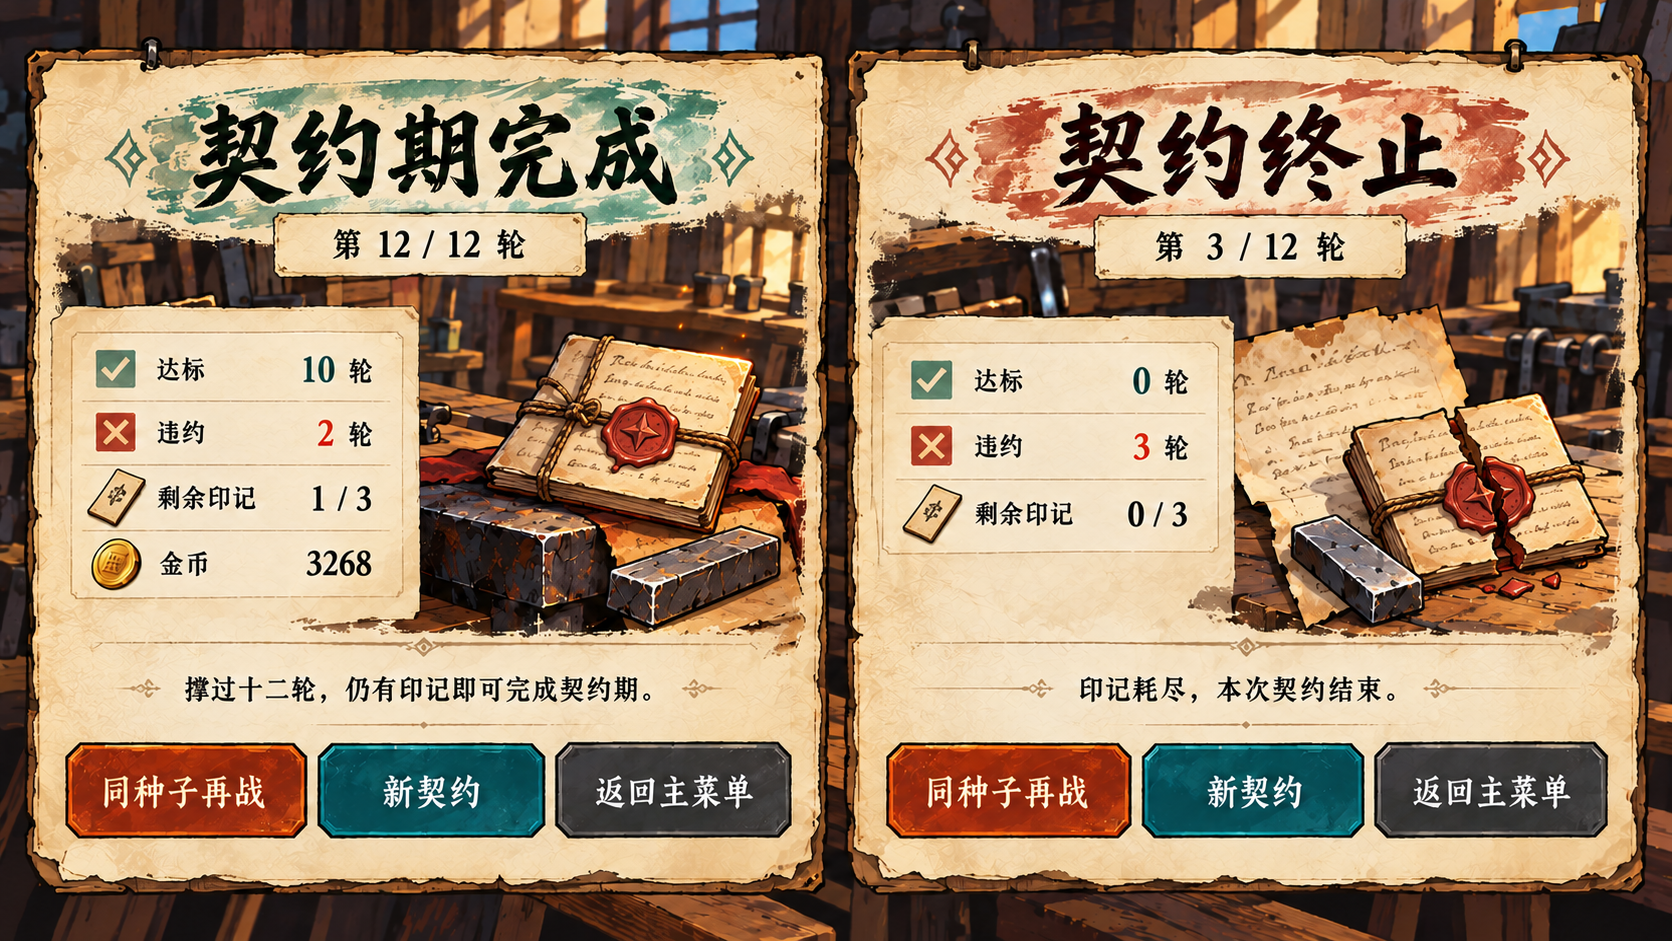 契约期完成
第 12 / 12 轮
达标 10 轮
违约 2 轮
剩余印记 1 / 3
金币 3268
撑过十二轮，仍有印记即可完成契约期。
同种子再战
新契约
返回主菜单
契约终止
第 3 / 12 轮
达标 0 轮
违约 3 轮
剩余印记 0 / 3
印记耗尽，本次契约结束。
同种子再战
新契约
返回主菜单